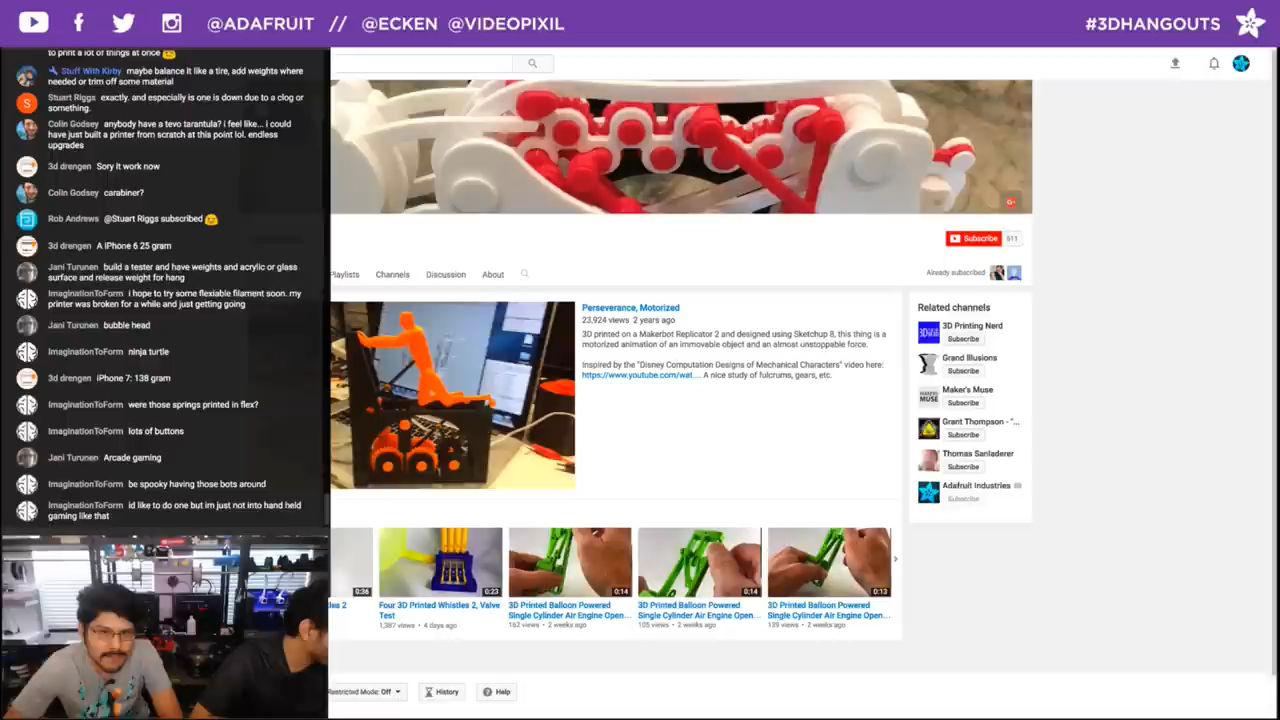 @ADAFRUIT // @ECKEN @VIDEOPIXIL
#3DHANGOUTS
to print a lot of things at once
Stuff With Kirby maybe balance it like a tire, add weights where
needed or trim off some material
Stuart Riggs exactly, and especially is one is down due to a clog or
something.
Colin Godsey anybody have a tevo tarantula? i feel like... i could
have just built a printer from scratch at this point lol. endless
upgrades
3d drengen Sory it work now
Colin Godsey carabiner?
Rob Andrews @Stuart Riggs subscribed
3d drengen A iPhone 6 25 gram
Jani Turunen build a tester and have weights and acrylic or glass
surface and release weight for hang
ImaginationToForm i hope to try some flesiable filament soon. my
printer was broken for a while and just getting going
Jani Turunen bubble head
ImaginationToForm ninja turtle
3d drengen iPhone 7-138 gram
ImaginationToForm were those springs printed
ImaginationToForm lots of buttons
Jani Turunen Arcade gaming
ImaginationToForm be spooky having those bots around
ImaginationToForm id like to do one but im just not into hand held
gaming like that
Subscribe 511
Playlists Channels Discussion About
Already subscribed
Perseverance, Motorized
23,924 views 2 years ago
3D printed on a Makerbot Replicator 2 and designed using Sketchup 8, this thing is a
motorized animation of an immovable object and an almost unstoppable force.
Inspired by the "Disney Computation Designs of Mechanical Characters" video here:
https://www.youtube.com/wat... A nice study of fulcrums, gears, etc.
Related channels
3D Printing Nerd
Subscribe
Grand Illusions
Subscribe
Maker's Muse
Subscribe
Grant Thompson - "...
Subscribe
Thomas Sanladerer
Subscribe
Adafruit Industries
Subscribe
0:36
0:23
0:14
0:14
0:13
les 2
Four 3D Printed Whistles 2, Valve
Test
1,387 views • 4 days ago
3D Printed Balloon Powered
Single Cylinder Air Engine Open...
162 views • 2 weeks ago
3D Printed Balloon Powered
Single Cylinder Air Engine Open...
105 views • 2 weeks ago
3D Printed Balloon Powered
Single Cylinder Air Engine Open...
139 views • 2 weeks ago
Restricted Mode: Off
History
Help